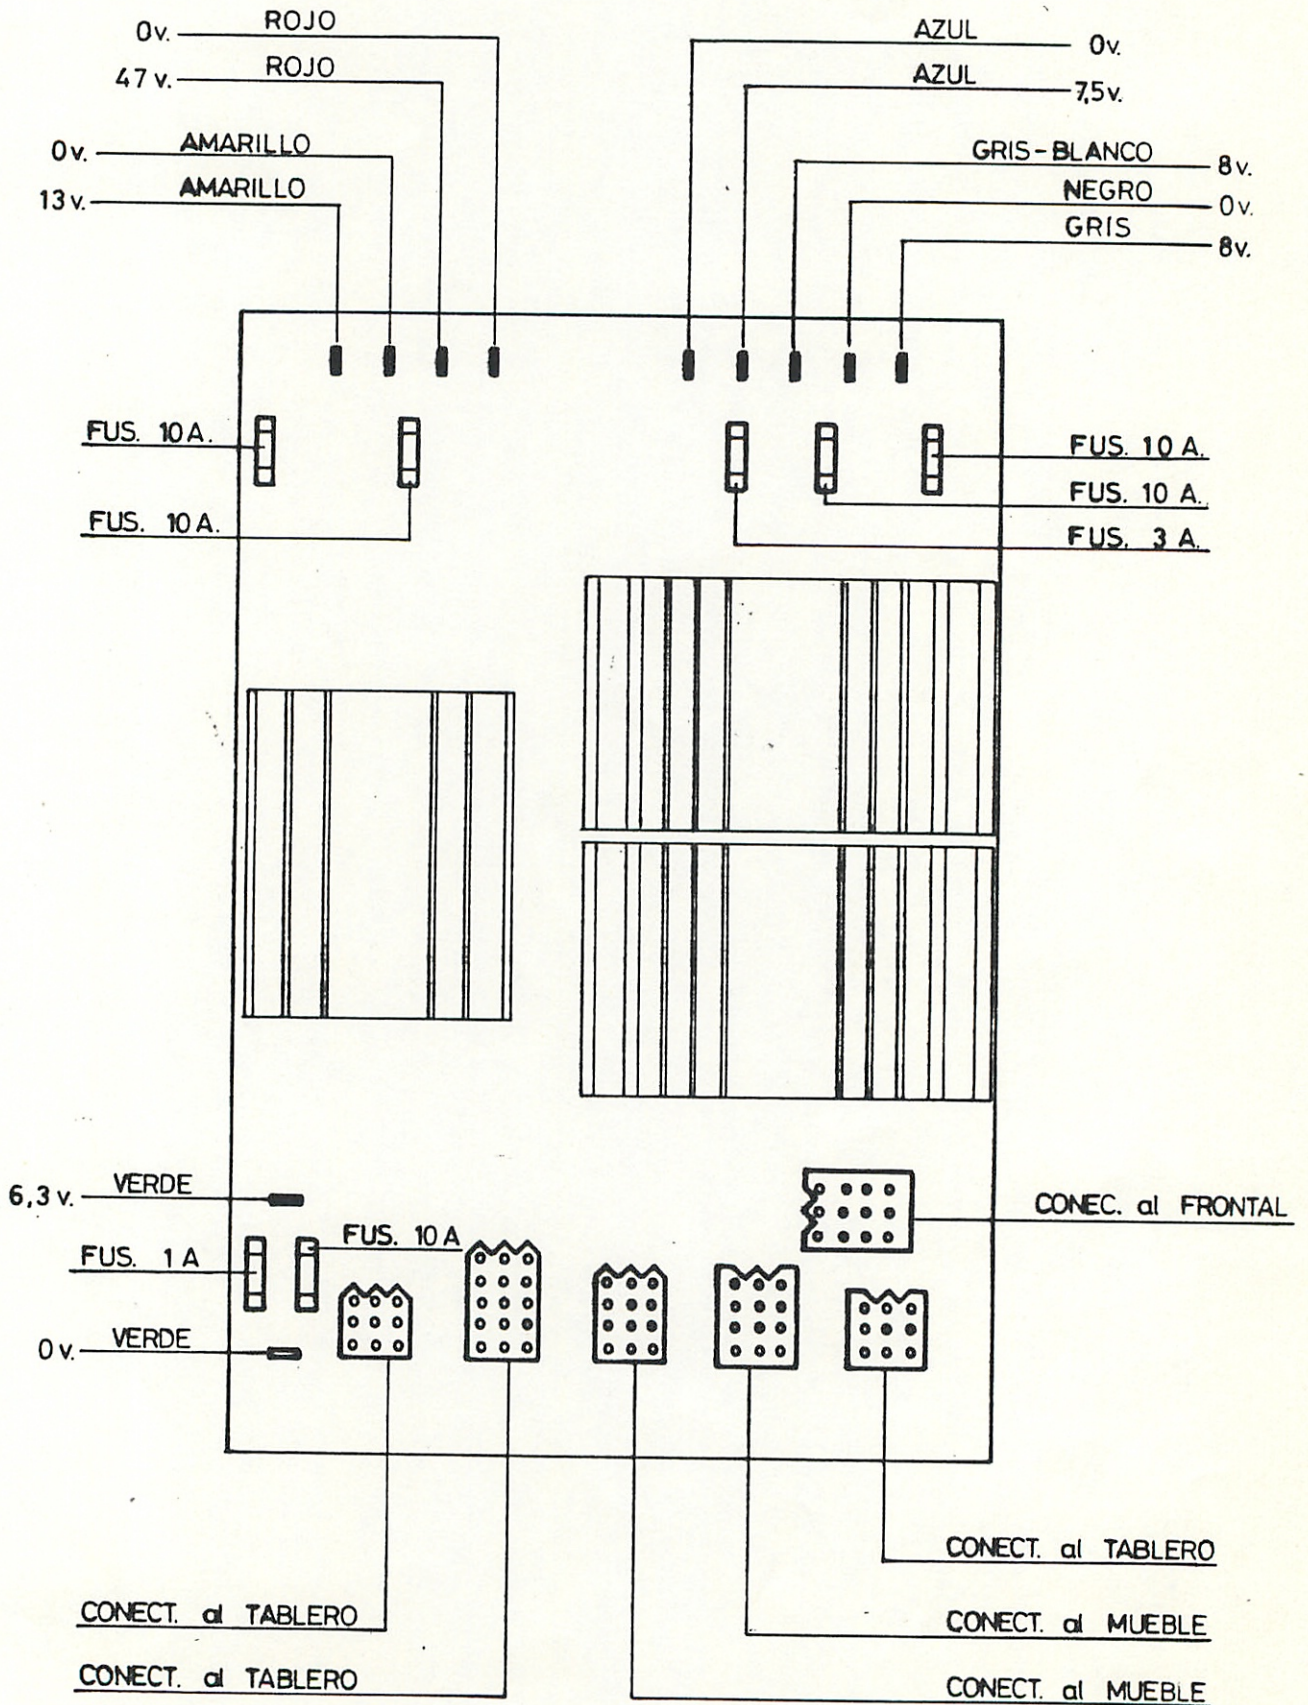 0v. ROJO
47 v. ROJO
0v. AMARILLO
13 v. AMARILLO
AZUL 0v.
AZUL 7,5v.
GRIS-BLANCO 8v.
NEGRO 0v.
GRIS 8v.
FUS. 10 A.
FUS. 10 A.
FUS. 10 A.
FUS. 10 A.
FUS. 3 A.
6,3 v. VERDE
FUS. 1 A
FUS. 10 A
0v. VERDE
CONEC. al FRONTAL
CONECT. al TABLERO
CONECT. al TABLERO
CONECT. al TABLERO
CONECT. al MUEBLE
CONECT. al MUEBLE